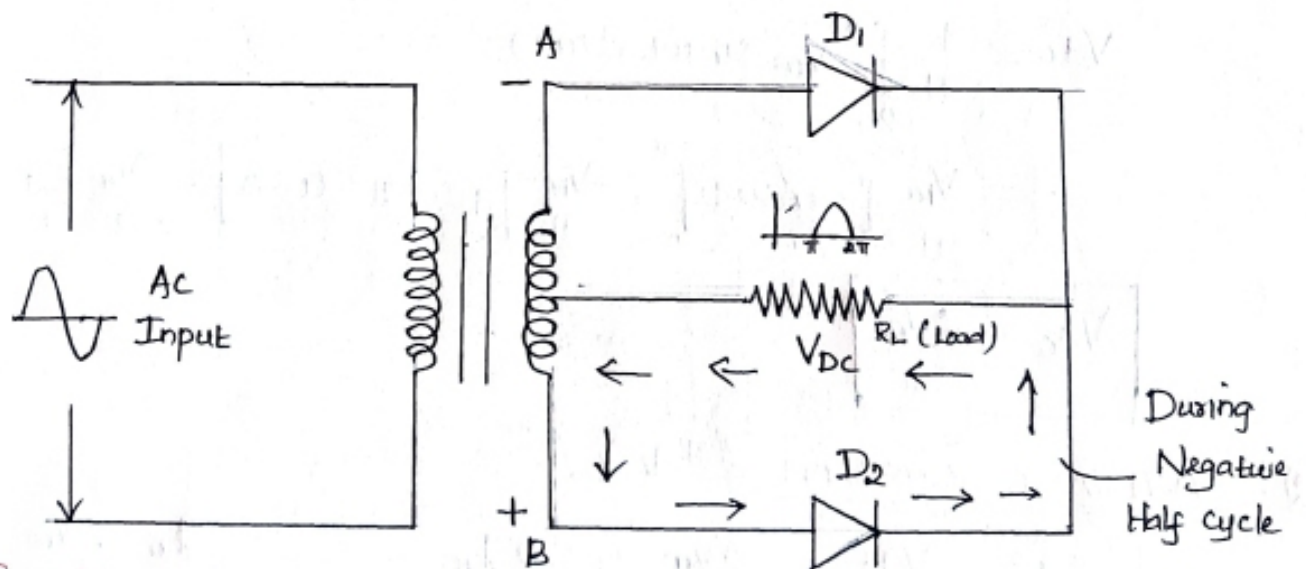 A
D1
-
AC
Input
π 2π
RL (Load)
VDC
During
Negative
Half cycle
D2
+
B